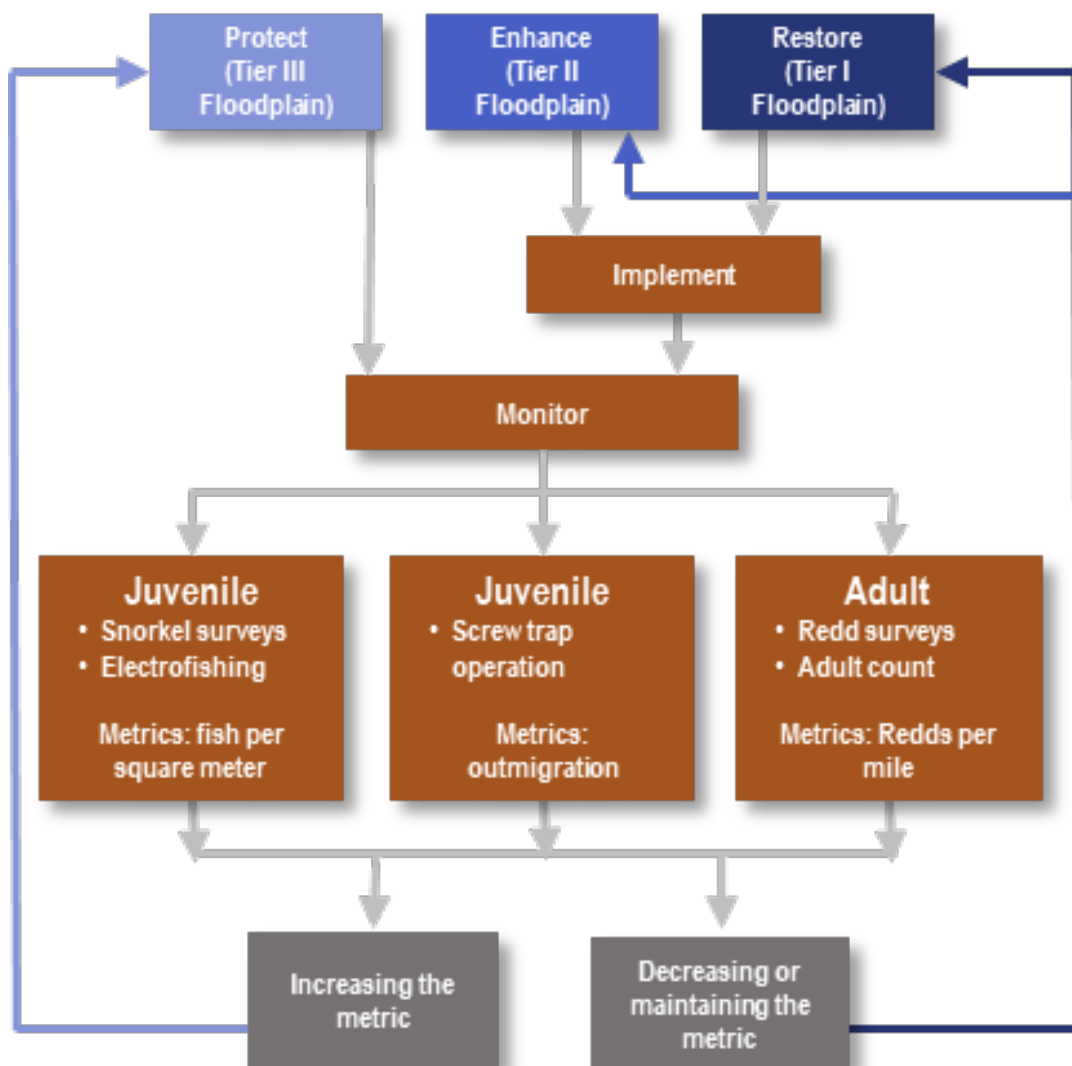 Protect
(Tier III
Floodplain)
Enhance
(Tier II
Floodplain)
Restore
(Tier I
Floodplain)
Implement
Monitor
Juvenile
• Snorkel surveys
• Electrofishing
Metrics: fish per
square meter
Juvenile
• Screw trap
operation
Metrics:
outmigration
Adult
• Redd surveys
• Adult count
Metrics: Redds per
mile
Increasing the
metric
Decreasing or
maintaining the
metric